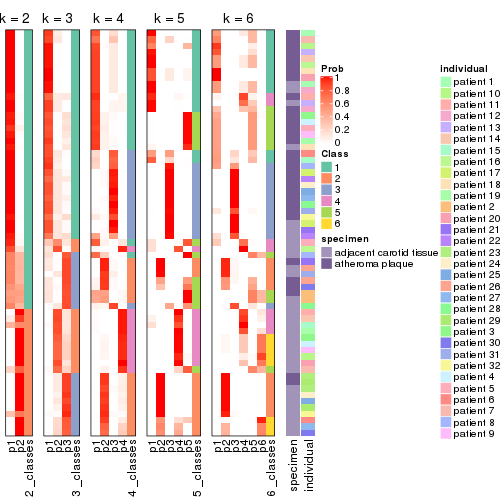 k = 2
k = 3
k = 4
k = 5
k = 6
Prob
1
0.8
0.6
0.4
0.2
0
Class
1
2
3
4
5
6
specimen
adjacent carotid tissue
atheroma plaque
individual
patient 1
patient 10
patient 11
patient 12
patient 13
patient 14
patient 15
patient 16
patient 17
patient 18
patient 19
patient 2
patient 20
patient 21
patient 22
patient 23
patient 24
patient 25
patient 26
patient 27
patient 28
patient 29
patient 3
patient 30
patient 31
patient 32
patient 4
patient 5
patient 6
patient 7
patient 8
patient 9
p1
p2
2_classes
p1
p2
p3
3_classes
p1
p2
p3
p4
4_classes
p1
p2
p3
p4
p5
5_classes
p1
p2
p3
p4
p5
p6
6_classes
specimen
individual